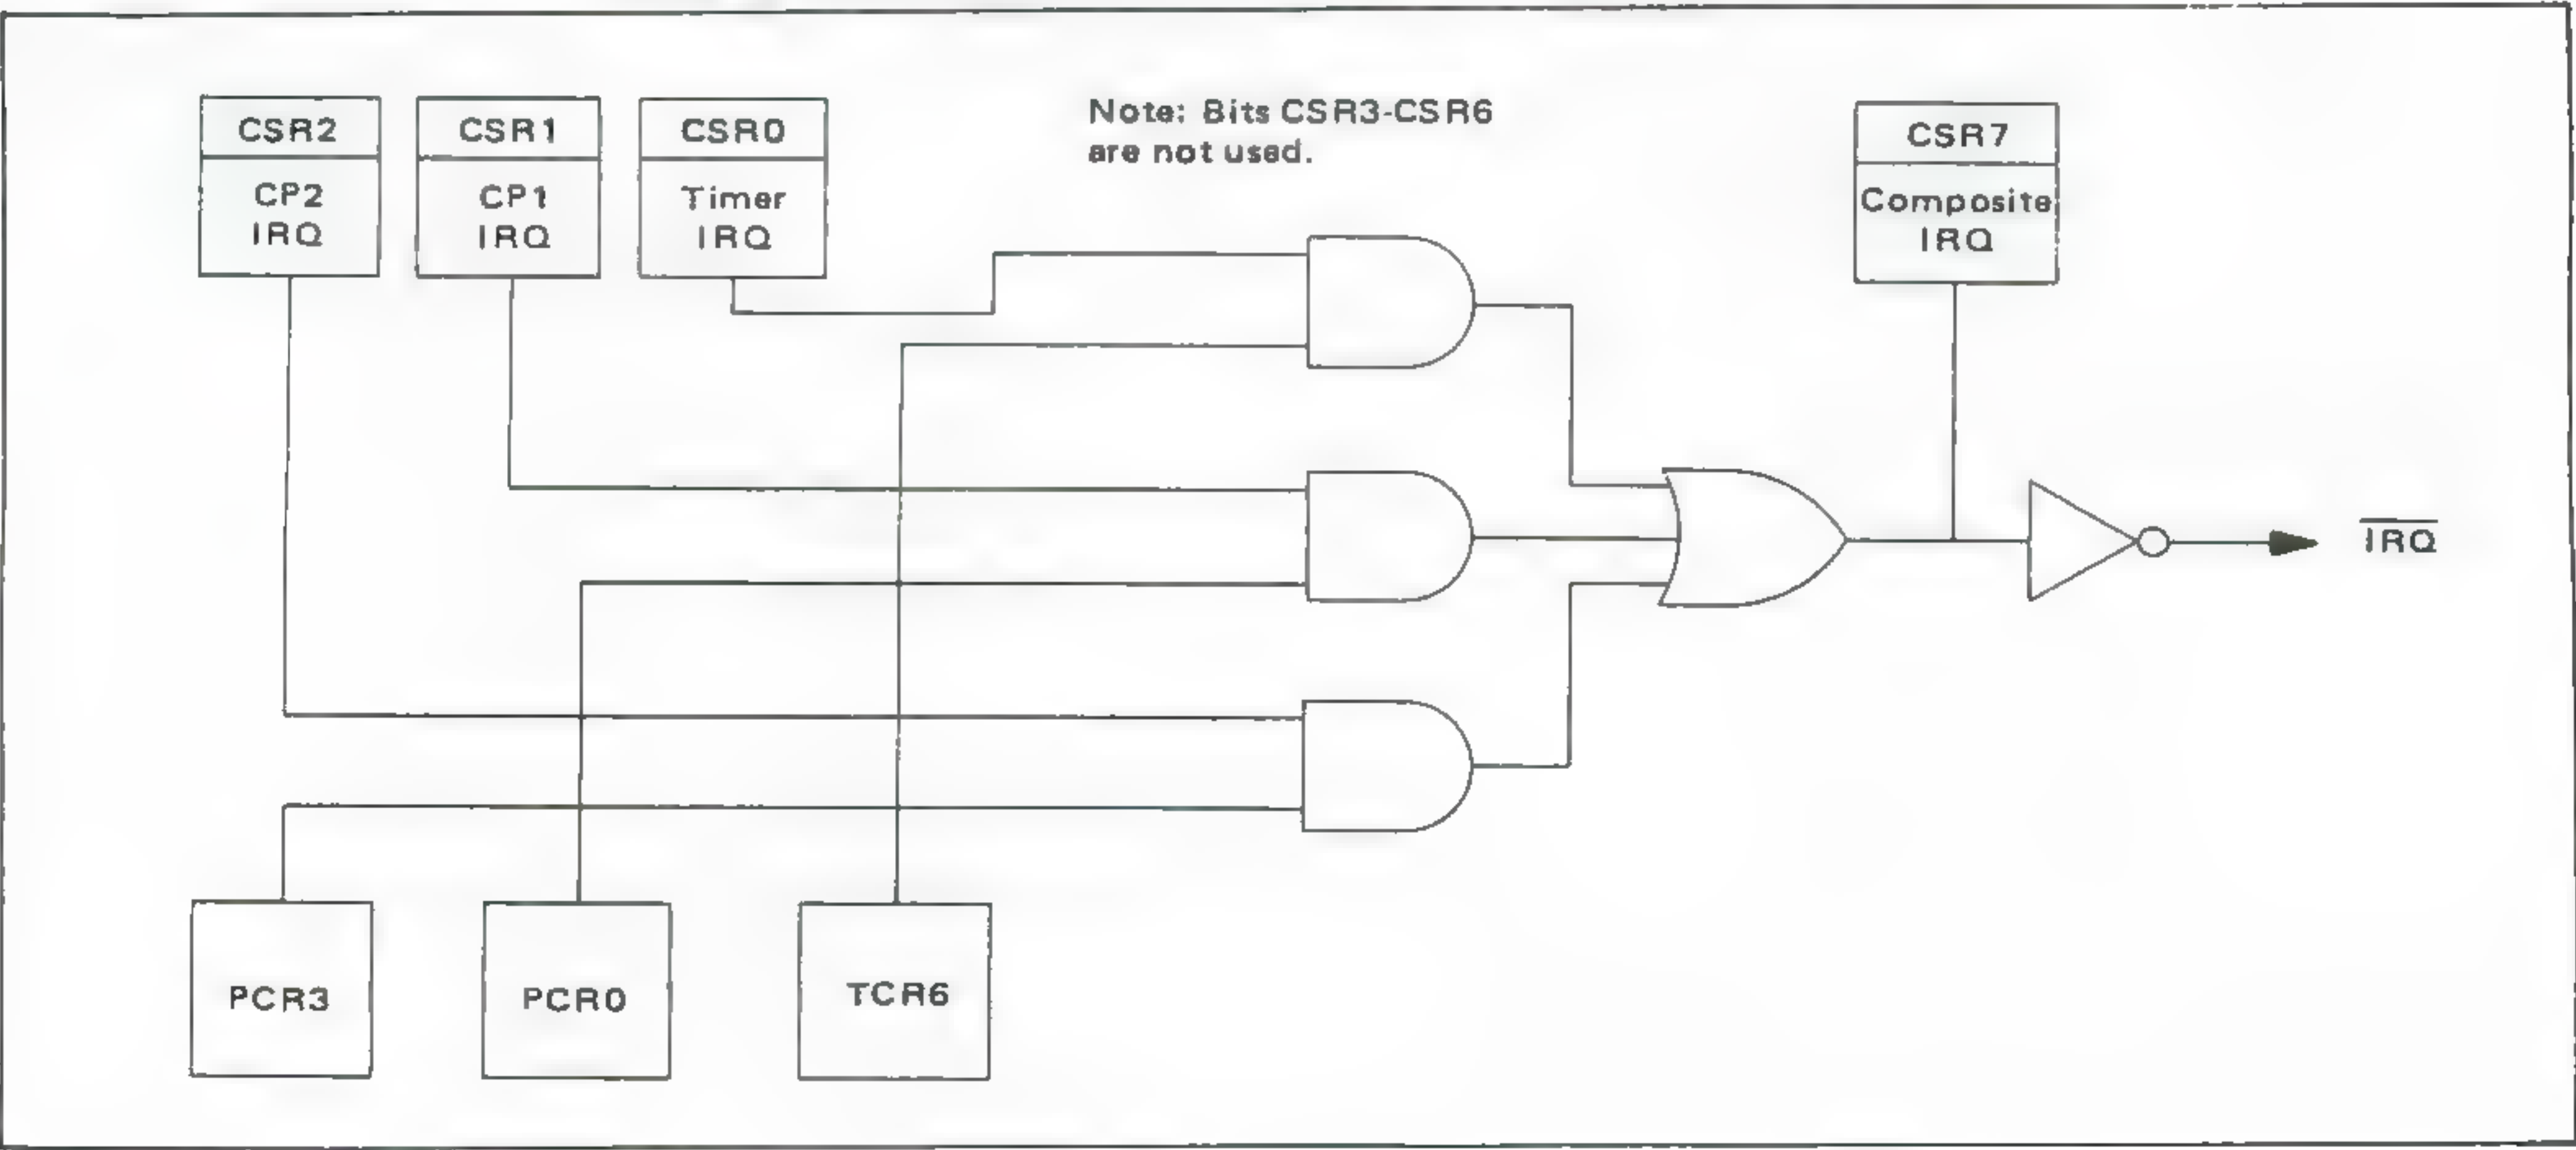 CSR2
CP2
IRQ
CSR1
CP1
IRQ
CSR0
Timer
IRQ
Note: Bits CSR3-CSR6
are not used.
CSR7
Composite
IRQ
IRQ
PCR3
PCR0
TCR6